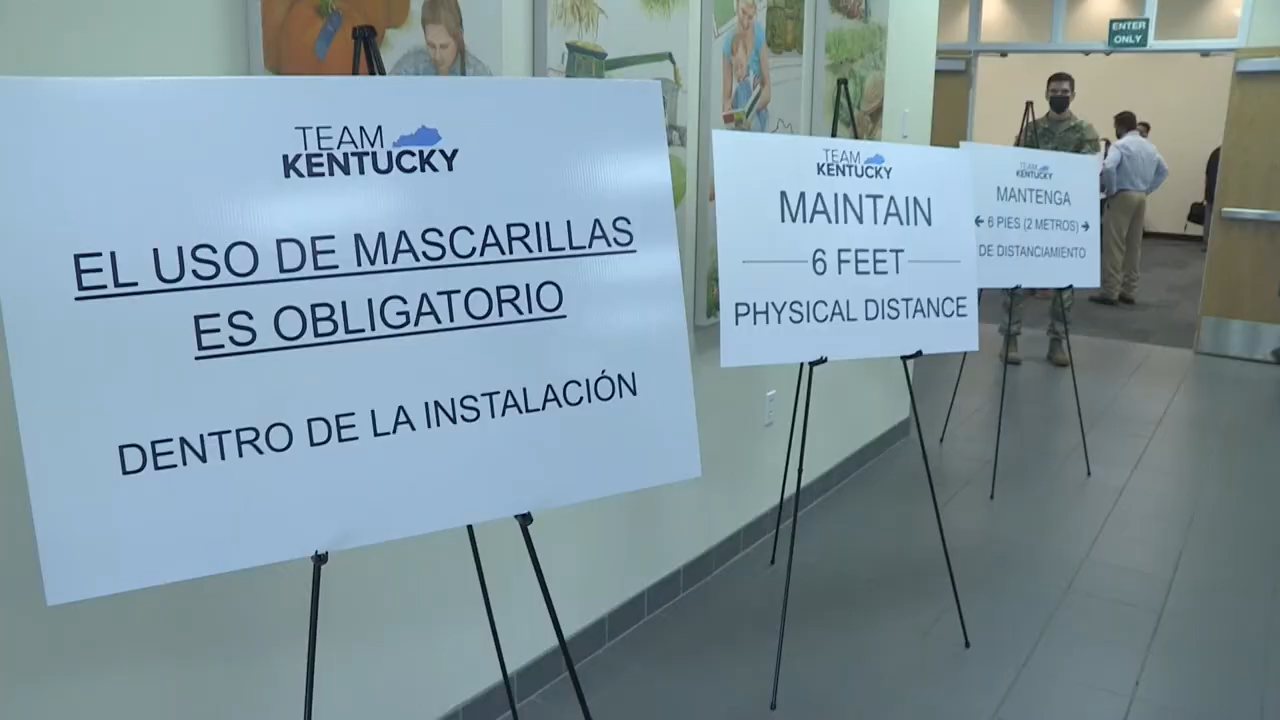 TEAM
KENTUCKY
EL USO DE MASCARILLAS
ES OBLIGATORIO
DENTRO DE LA INSTALACIÓN
TEAM
KENTUCKY
MAINTAIN
6 FEET
PHYSICAL DISTANCE
TEAM
KENTUCKY
MANTENGA
← 6 PIES (2 METROS) →
DE DISTANCIAMIENTO
ENTER
ONLY